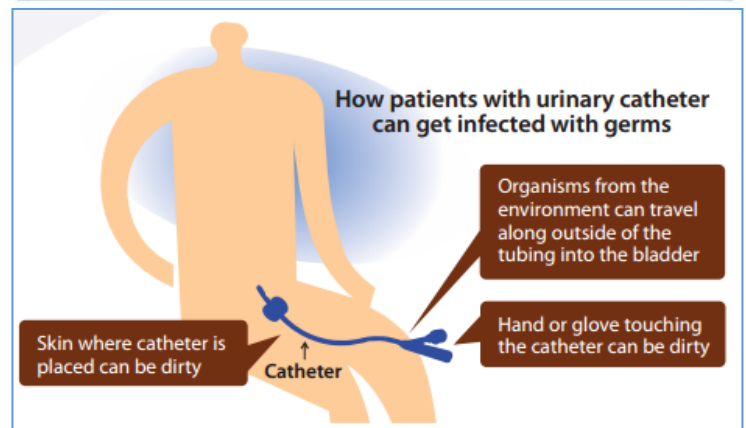 How patients with urinary catheter
can get infected with germs
Organisms from the
environment can travel
along outside of the
tubing into the bladder
Hand or glove touching
the catheter can be dirty
Skin where catheter is
placed can be dirty
↑
Catheter